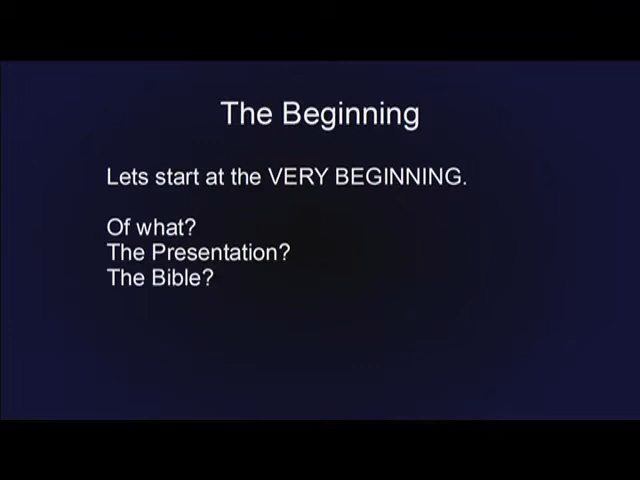 The Beginning
Lets start at the VERY BEGINNING.
Of what?
The Presentation?
The Bible?